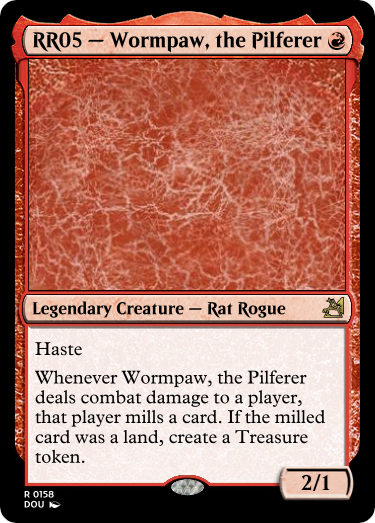 RR05 — Wormpaw, the Pilferer
Legendary Creature — Rat Rogue
Haste
Whenever Wormpaw, the Pilferer
deals combat damage to a player,
that player mills a card. If the milled
card was a land, create a Treasure
token.
2/1
R 0158
DOU